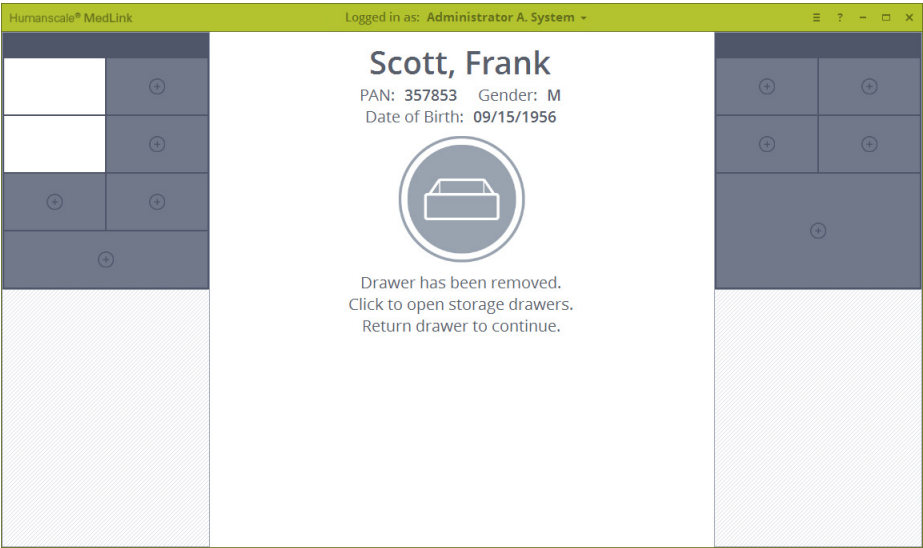 Humanscale® MedLink
Logged in as: Administrator A. System
?
Scott, Frank
PAN: 357853 Gender: M
Date of Birth: 09/15/1956
Drawer has been removed.
Click to open storage drawers.
Return drawer to continue.